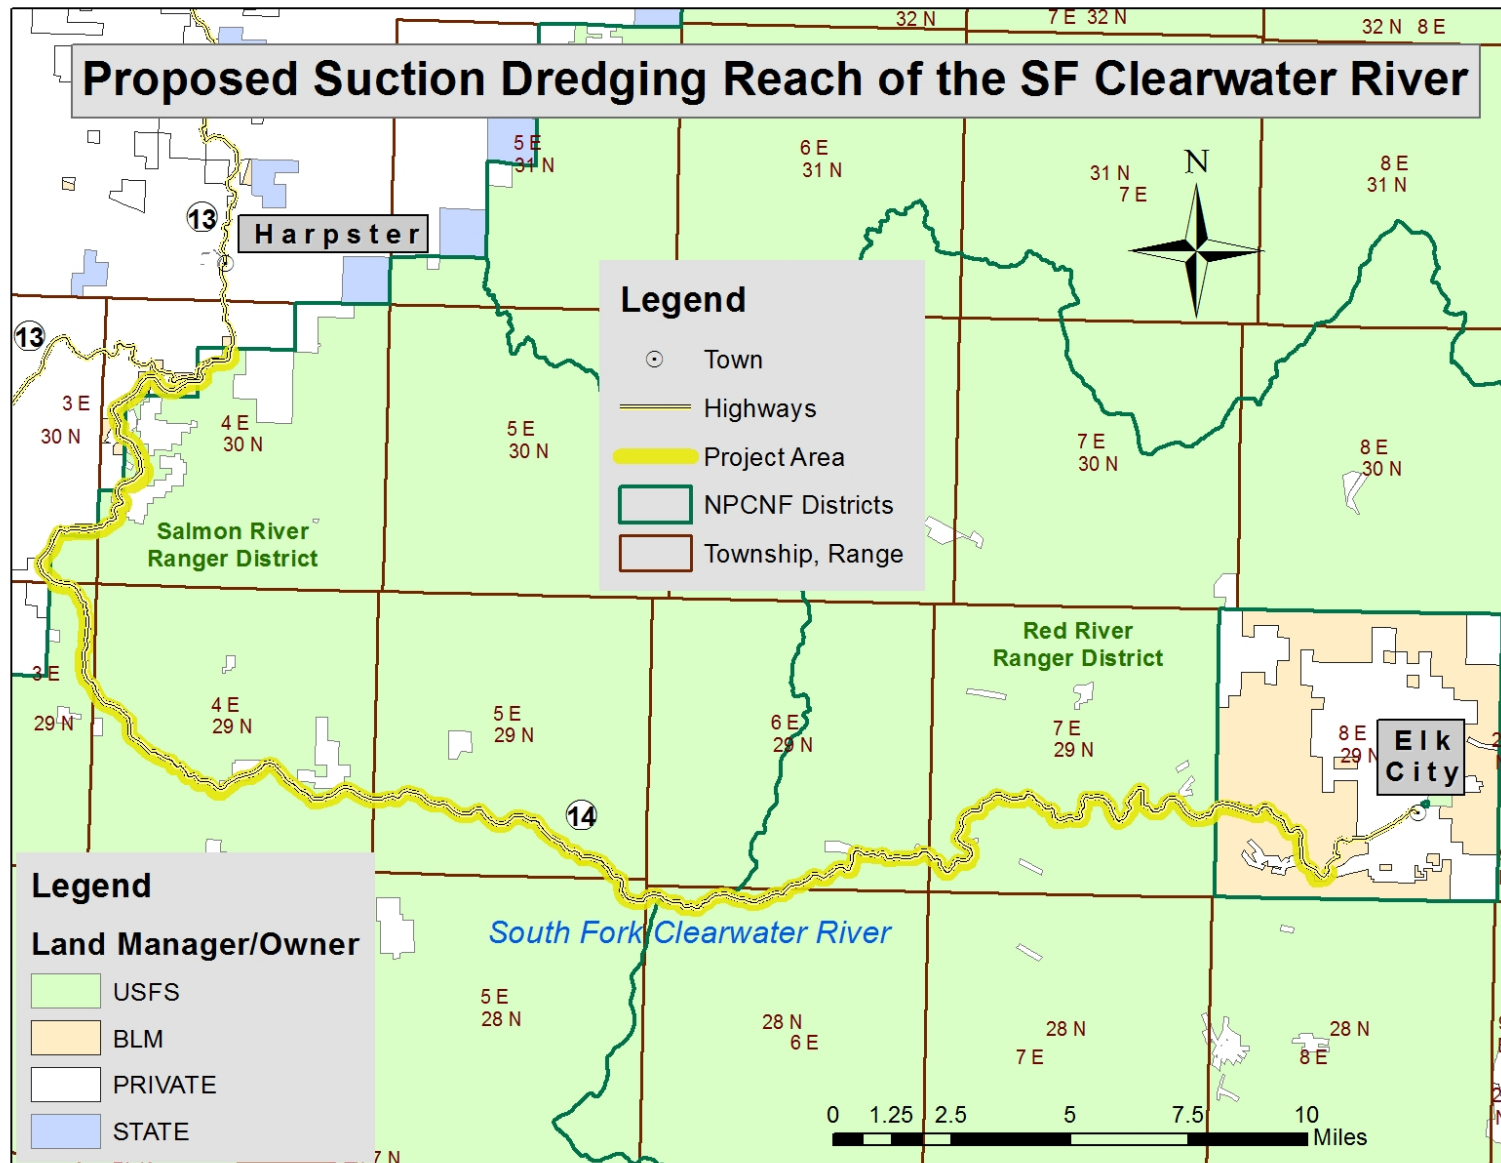 32 N
7 E 32 N
32 N 8 E
Proposed Suction Dredging Reach of the SF Clearwater River
5 E
31 N
6 E
31 N
31 N
7 E
8 E
31 N
N
13
Harpster
13
Legend
Town
Highways
Project Area
NPCNF Districts
Township, Range
3 E
30 N
4 E
30 N
5 E
30 N
7 E
30 N
8 E
30 N
Salmon River
Ranger District
Red River
Ranger District
3 E
29 N
4 E
29 N
5 E
29 N
6 E
29 N
7 E
29 N
8 E
29 N
Elk
City
14
South Fork Clearwater River
Legend
Land Manager/Owner
USFS
BLM
PRIVATE
STATE
5 E
28 N
28 N
6 E
28 N
7 E
28 N
8 E
0 1.25 2.5 5 7.5 10
Miles
7 N